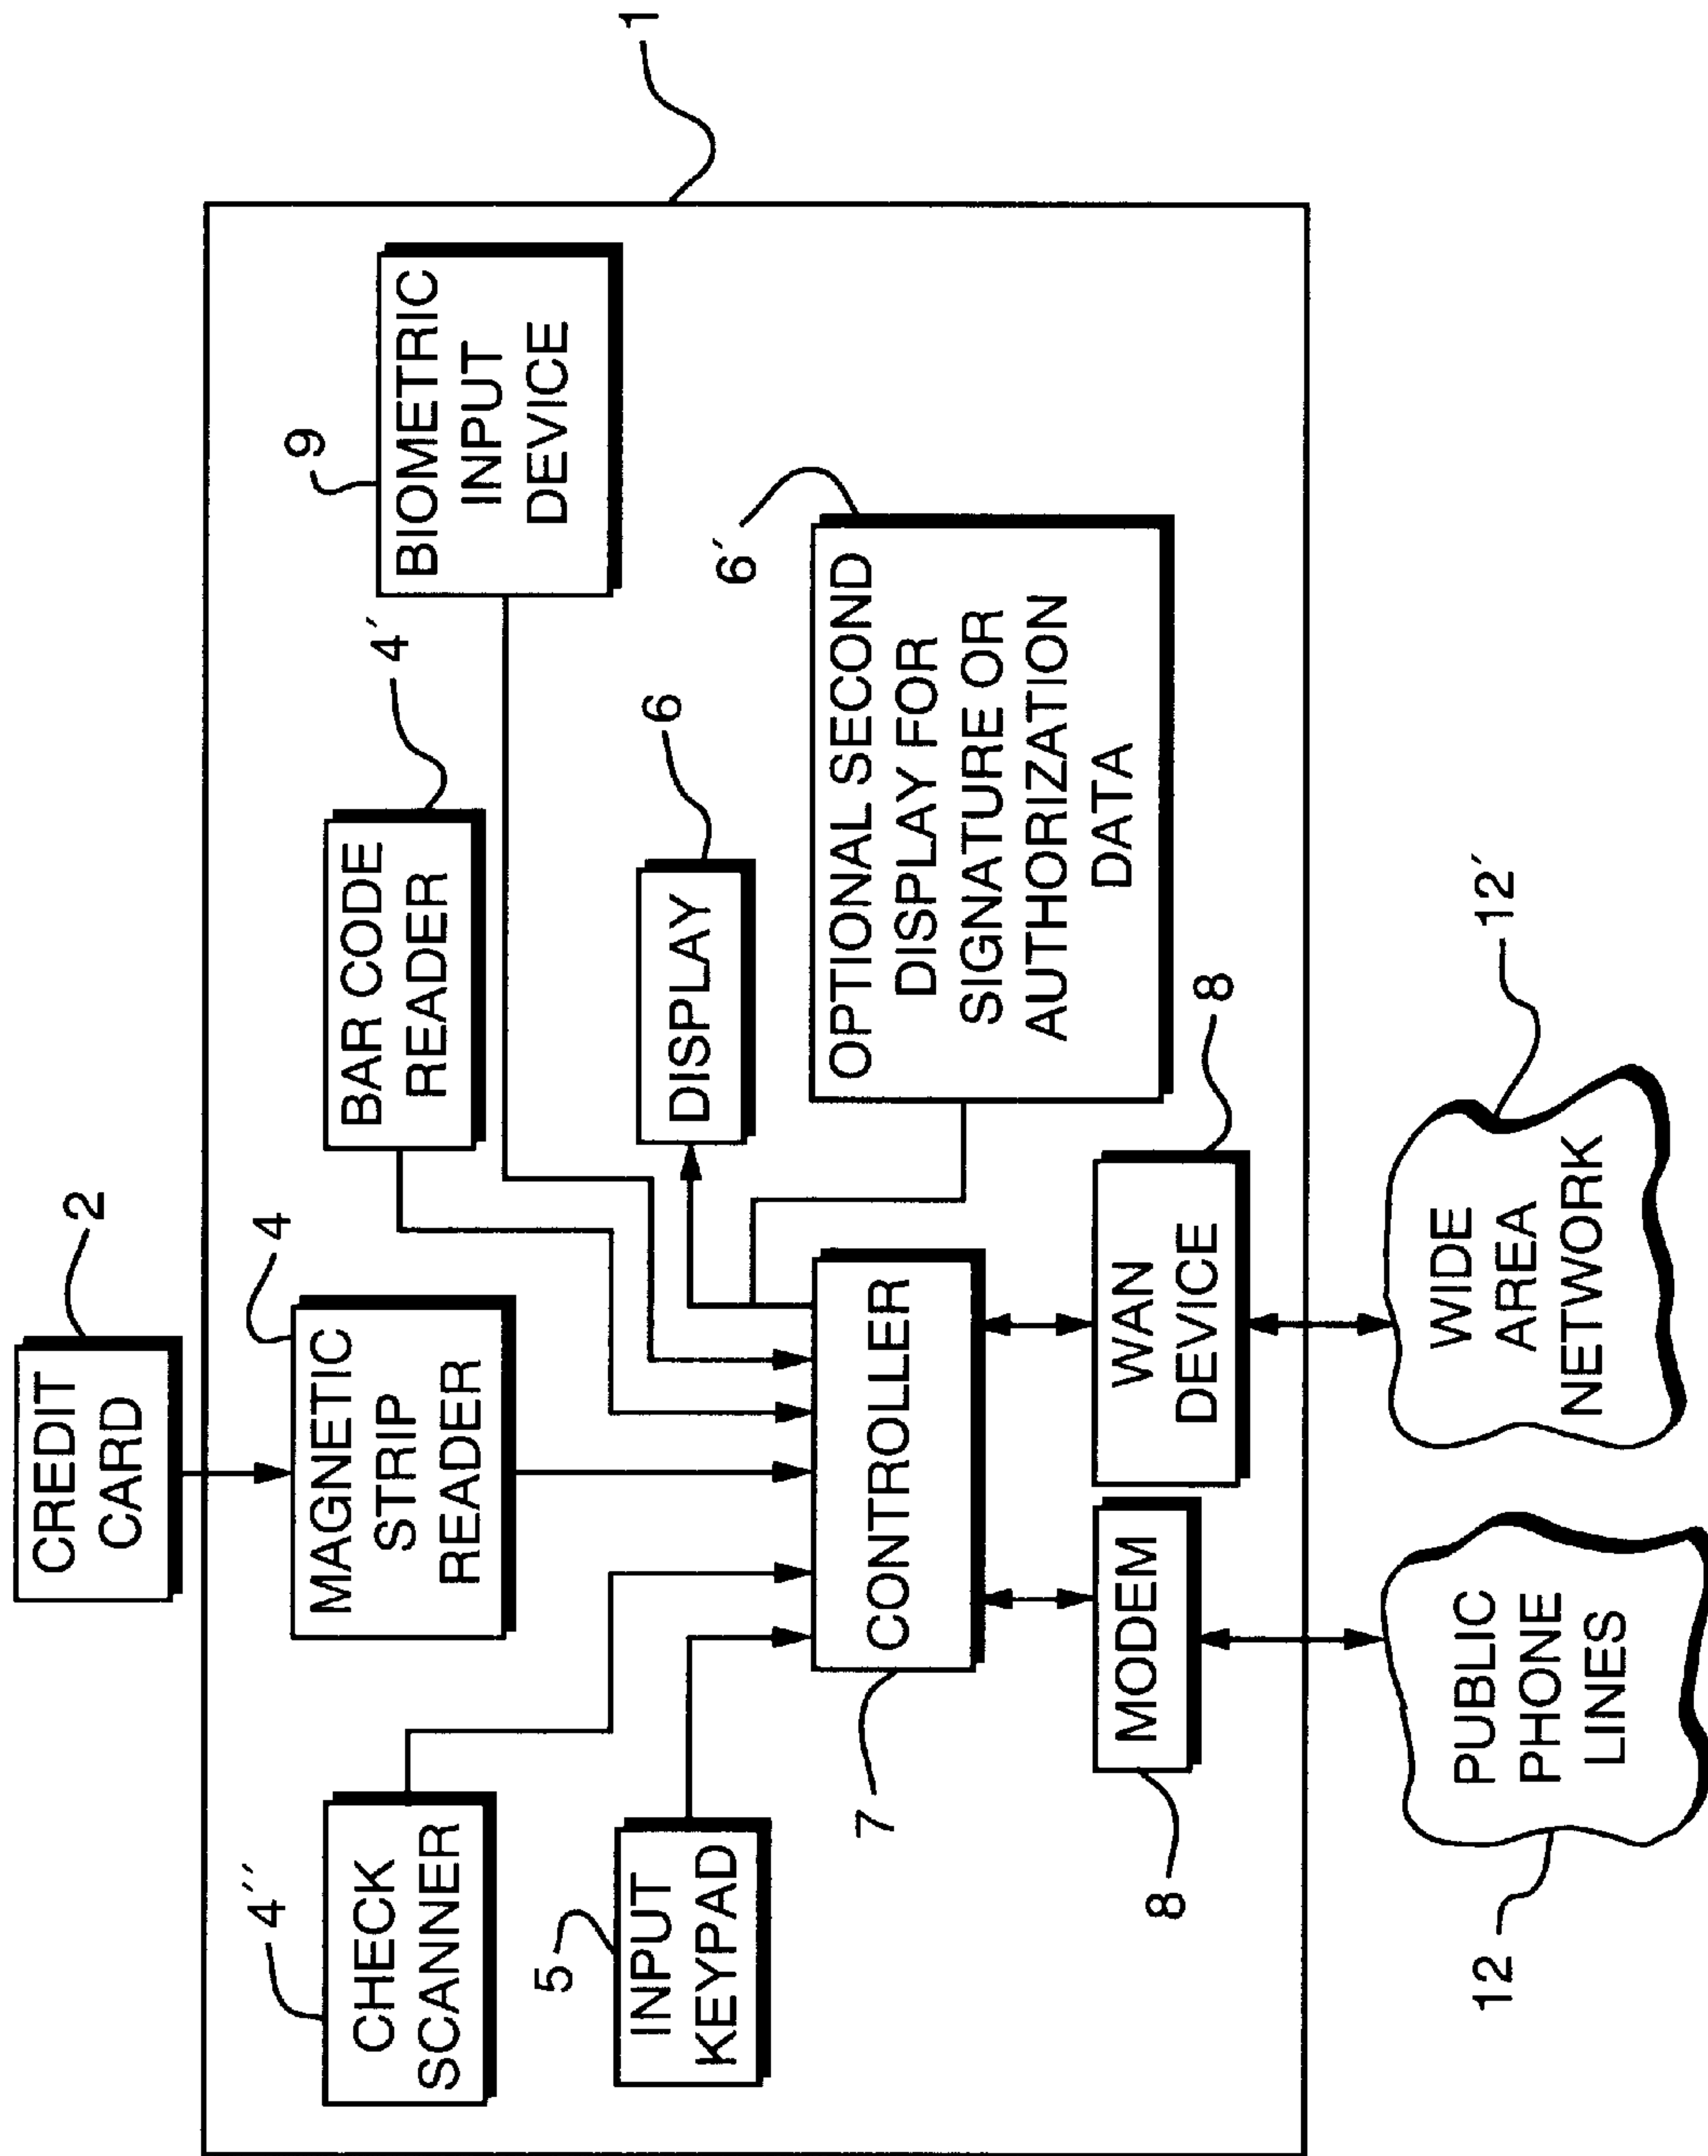 CREDIT
CARD
2
1
CHECK
SCANNER
4′′
MAGNETIC
STRIP
READER
4
BAR CODE
READER
4′
BIOMETRIC
INPUT
DEVICE
9
INPUT
KEYPAD
5
DISPLAY
6
CONTROLLER
7
OPTIONAL SECOND
DISPLAY FOR
SIGNATURE OR
AUTHORIZATION
DATA
6′
MODEM
8
WAN
DEVICE
8
PUBLIC
PHONE
LINES
12
WIDE
AREA
NETWORK
12′